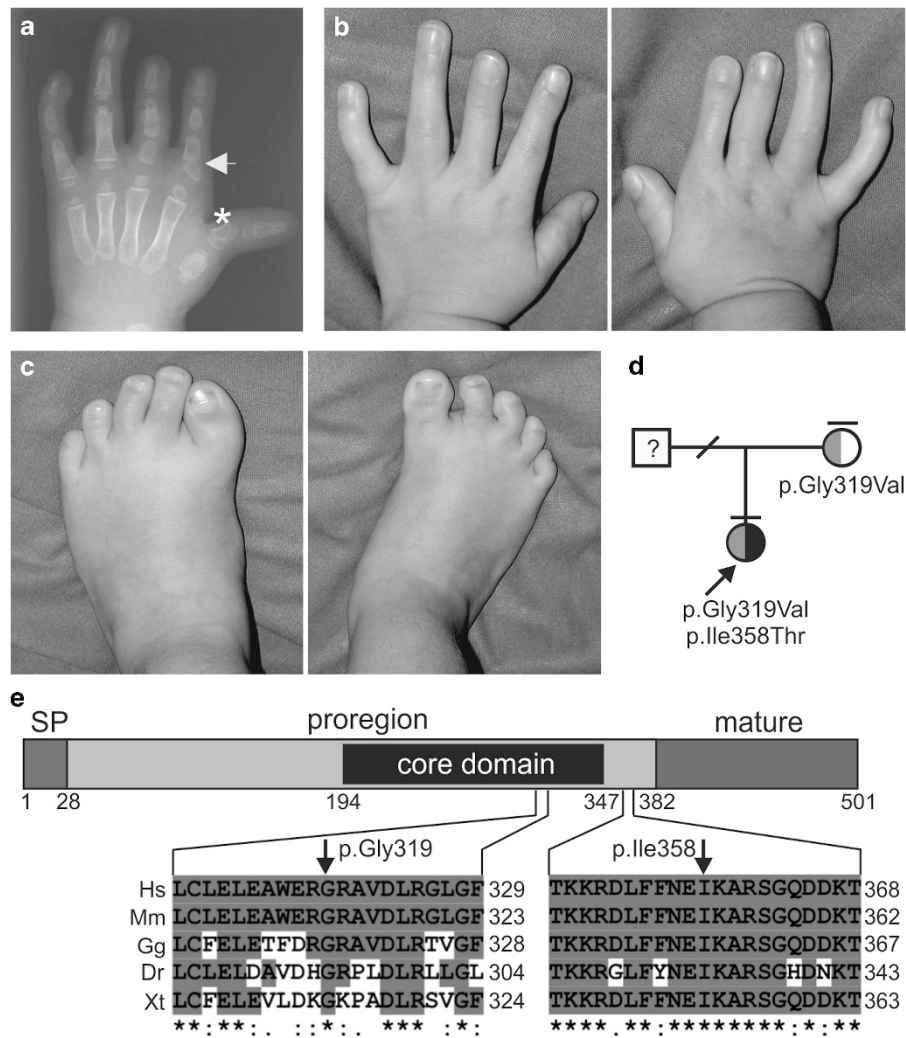 a
*
b
c
d
?
p.Gly319Val
p.Gly319Val
p.Ile358Thr
e
SP proregion mature
core domain
1 28 194 347 382 501
p.Gly319 p.Ile358
Hs LCLELEAWERGRAVDLRGLGF 329 TKKRDLFFNEIKARSGQDDKT 368
Mm LCLELEAWERGRAVDLRGLGF 323 TKKRDLFFNEIKARSGQDDKT 362
Gg LCFELETFDRGRAVDLRTVGF 328 TKKRDLFFNEIKARSGQDDKT 367
Dr LCLELDAVDHGRPLDLRLLGL 304 TKKRGLFYNEIKARSGHDNKT 343
Xt LCFELEVLDKGKPADLRSVGF 324 TKKRDLFFNEIKARSGQDDKT 363
**:**:. ::*:. *** :*: ****.**:********:*:**